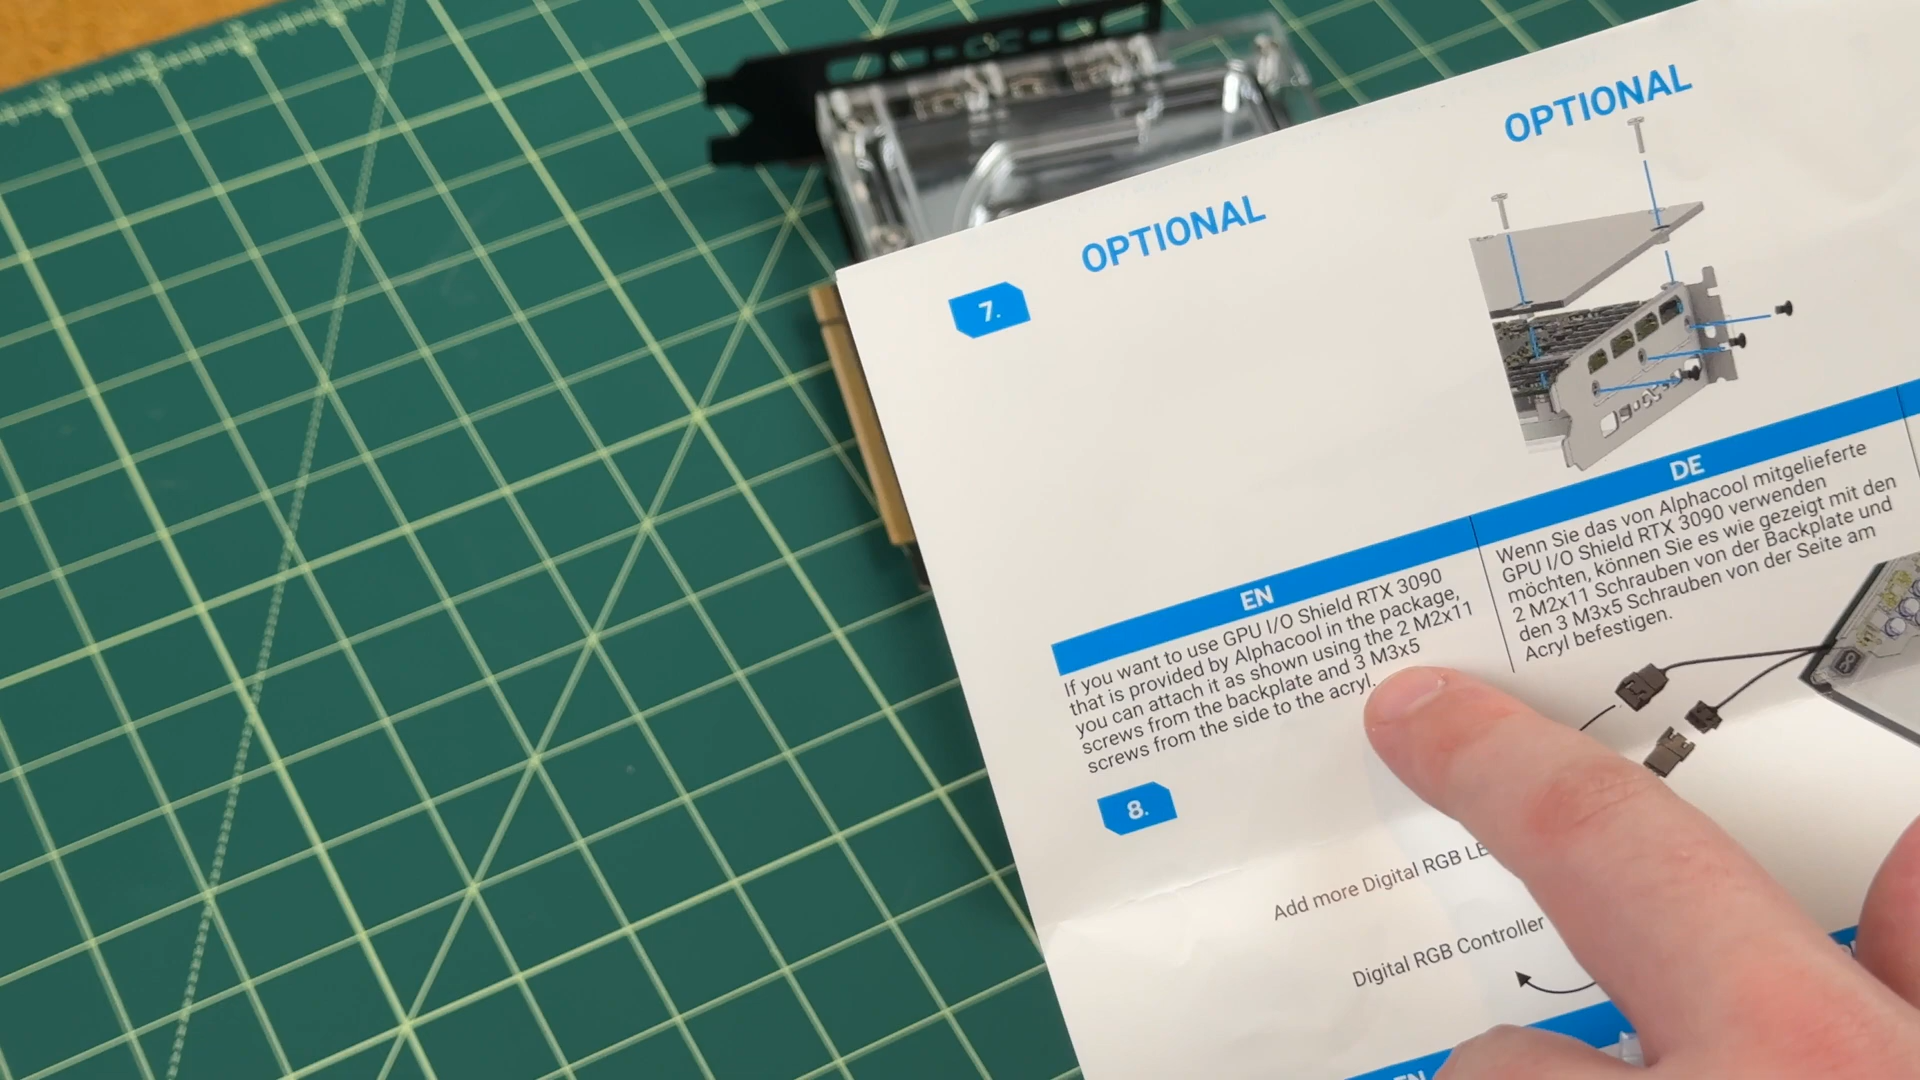 OPTIONAL
OPTIONAL
7.
EN
If you want to use GPU I/O Shield RTX 3090
that is provided by Alphacool in the package,
you can attach it as shown using the 2 M2x11
screws from the backplate and 3 M3x5
screws from the side to the acryl.
DE
Wenn Sie das von Alphacool mitgelieferte
GPU I/O Shield RTX 3090 verwenden
möchten, können Sie es wie gezeigt mit den
2 M2x11 Schrauben von der Backplate und
den 3 M3x5 Schrauben von der Seite am
Acryl befestigen.
8.
Add more Digital RGB LE
Digital RGB Controller
EN